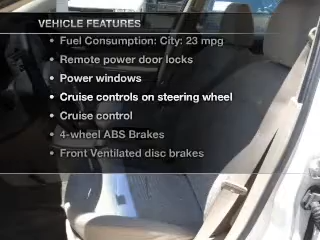 VEHICLE FEATURES
• Fuel Consumption: City: 23 mpg
• Remote power door locks
• Power windows
• Cruise controls on steering wheel
• Cruise control
• 4-wheel ABS Brakes
• Front Ventilated disc brakes